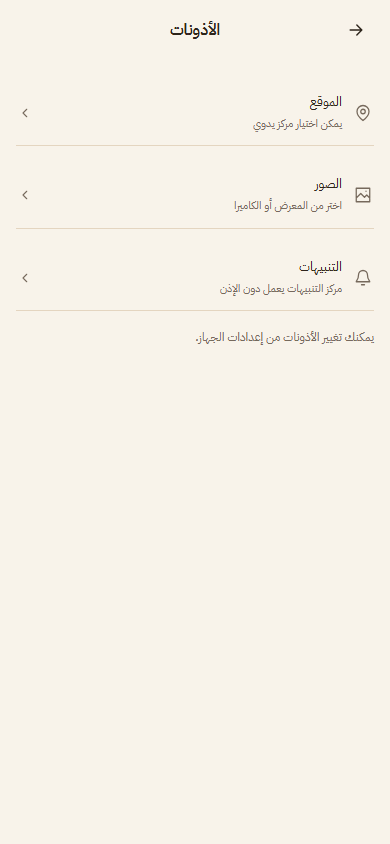 الأذونات
الموقع
يمكن اختيار مركز يدوي
الصور
اختر من المعرض أو الكاميرا
التنبيهات
مركز التنبيهات يعمل دون الإذن
يمكنك تغيير الأذونات من إعدادات الجهاز.